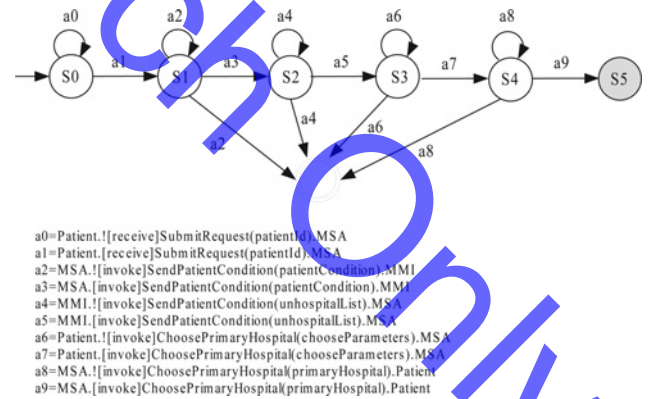 a0 a2 a4 a6 a8
S0 a1 S1 a3 S2 a5 S3 a7 S4 a9 S5
a2 a4 a6 a8
a0=Patient.![receive]SubmitRequest(patientId).MSA
a1=Patient.[receive]SubmitRequest(patientId).MSA
a2=MSA.![invoke]SendPatientCondition(patientCondition).MMI
a3=MSA.[invoke]SendPatientCondition(patientCondition).MMI
a4=MMI.![invoke]SendPatientCondition(unhospitalList).MSA
a5=MMI.[invoke]SendPatientCondition(unhospitalList).MSA
a6=Patient.![invoke]ChoosePrimaryHospital(chooseParameters).MSA
a7=Patient.[invoke]ChoosePrimaryHospital(chooseParameters).MSA
a8=MSA.![invoke]ChoosePrimaryHospital(primaryHospital).Patient
a9=MSA.[invoke]ChoosePrimaryHospital(primaryHospital).Patient
ch Only